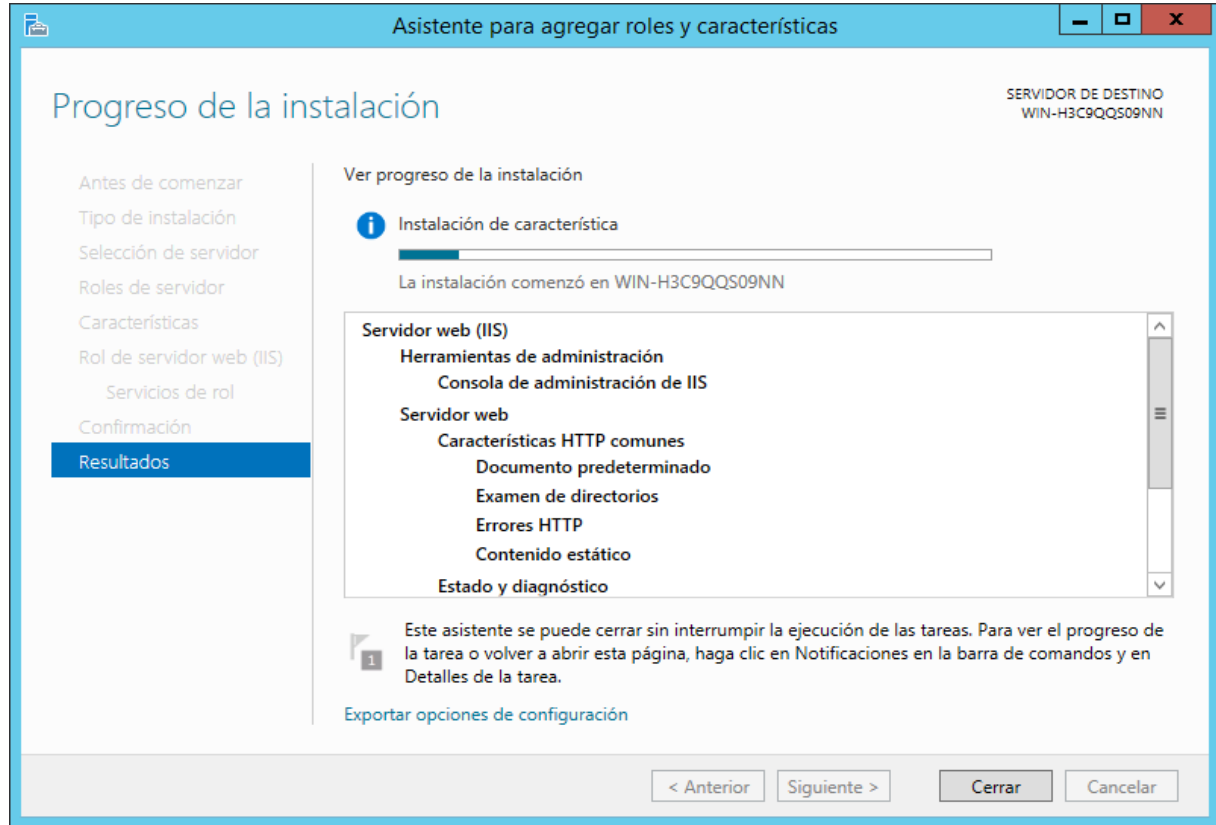 Asistente para agregar roles y características
Progreso de la instalación
SERVIDOR DE DESTINO
WIN-H3C9QQS09NN
Antes de comenzar
Tipo de instalación
Selección de servidor
Roles de servidor
Características
Rol de servidor web (IIS)
Servicios de rol
Confirmación
Resultados
Ver progreso de la instalación
Instalación de característica
La instalación comenzó en WIN-H3C9QQS09NN
Servidor web (IIS)
Herramientas de administración
Consola de administración de IIS
Servidor web
Características HTTP comunes
Documento predeterminado
Examen de directorios
Errores HTTP
Contenido estático
Estado y diagnóstico
1
Este asistente se puede cerrar sin interrumpir la ejecución de las tareas. Para ver el progreso de
la tarea o volver a abrir esta página, haga clic en Notificaciones en la barra de comandos y en
Detalles de la tarea.
Exportar opciones de configuración
< Anterior
Siguiente >
Cerrar
Cancelar